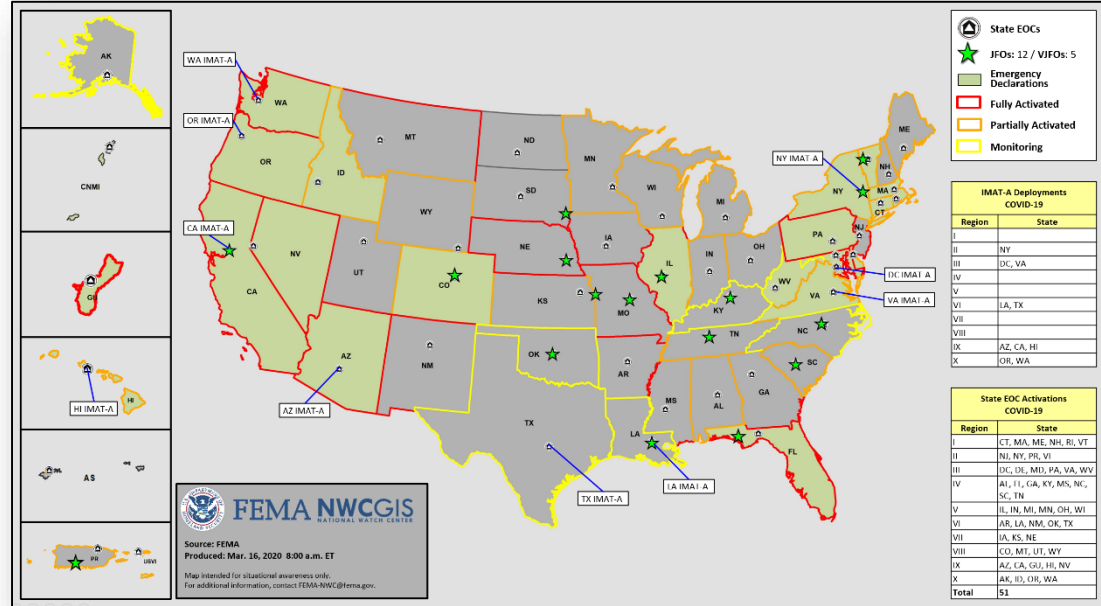 AK
CNMI
GU
HI
HI IMAT-A
AS
PR
USVI
WA IMAT-A
OR IMAT-A
CA IMAT-A
AZ IMAT-A
TX IMAT-A
LA IMAT-A
NY IMAT-A
DC IMAT-A
VA IMAT-A
WA
OR
ID
MT
ND
SD
MN
WI
MI
WY
NE
IA
IL
IN
OH
PA
NY
NH
ME
MA
CT
NJ
CA
NV
UT
CO
KS
MO
KY
WV
VA
AZ
NM
OK
AR
TN
NC
SC
TX
LA
MS
AL
GA
FL
State EOCs
JFOs: 12 / VJFOs: 5
Emergency
Declarations
Fully Activated
Partially Activated
Monitoring
IMAT-A Deployments
COVID-19
Region State
I
II NY
III DC, VA
IV
V
VI LA, TX
VII
VIII
IX AZ, CA, HI
X OR, WA
State EOC Activations
COVID-19
Region State
I CT, MA, ME, NH, RI, VT
II NJ, NY, PR, VI
III DC, DE, MD, PA, VA, WV
IV AL, FL, GA, KY, MS, NC,
SC, TN
V IL, IN, MI, MN, OH, WI
VI AR, LA, NM, OK, TX
VII IA, KS, NE
VIII CO, MT, UT, WY
IX AZ, CA, GU, HI, NV
X AK, ID, OR, WA
Total 51
FEMA NWCGIS
NATIONAL WATCH CENTER
Source: FEMA
Produced: Mar. 16, 2020 8:00 a.m. ET
Map intended for situational awareness only.
For additional information, contact FEMA-NWC@fema.gov.